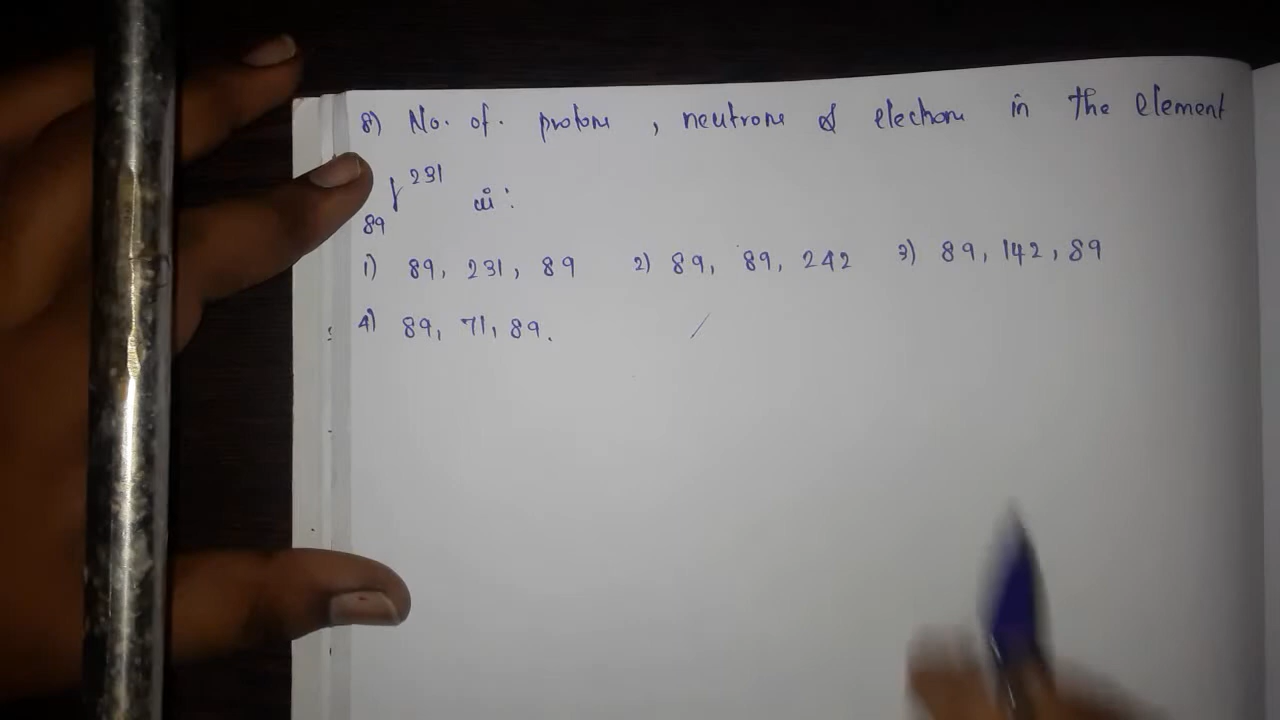 8) No. of. protons, neutrons & electrons in the element
89 Y 231 is:
1) 89, 231, 89 2) 89, 89, 242 3) 89, 142, 89
4) 89, 71, 89.